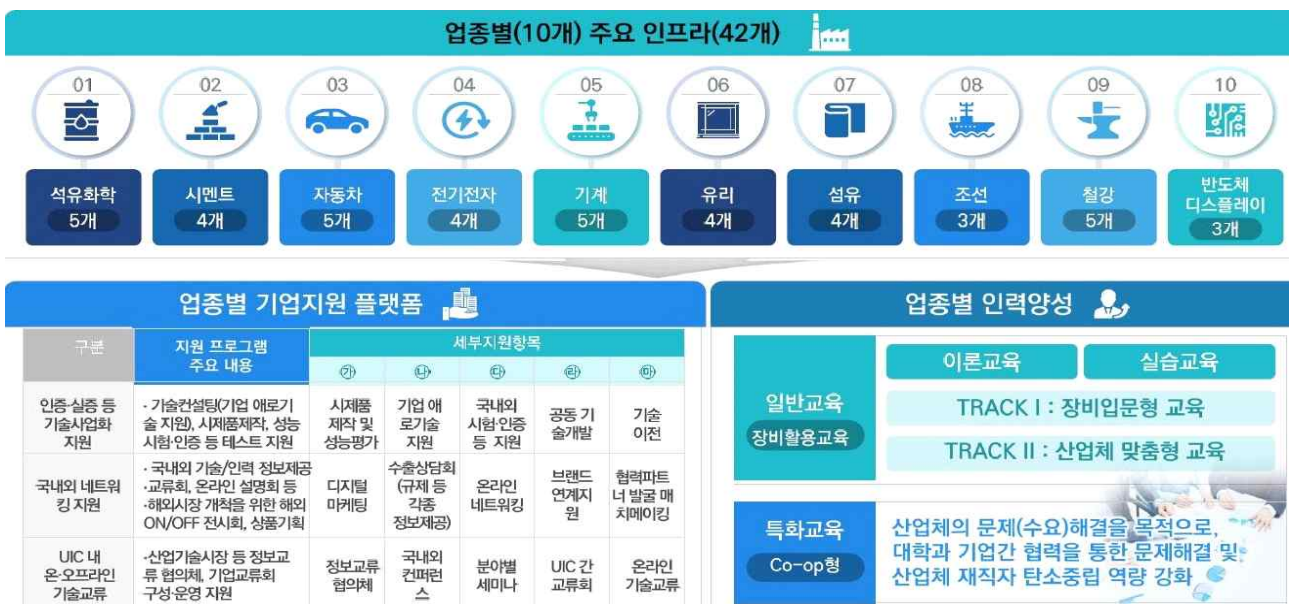 업종별(10개) 주요 인프라(42개)
01
02
03
04
05
06
07
08
09
10
석유화학
5개
시멘트
4개
자동차
5개
전기전자
4개
기계
5개
유리
4개
섬유
4개
조선
3개
철강
5개
반도체
디스플레이
3개
업종별 기업지원 플랫폼
구분
지원 프로그램
주요 내용
세부지원항목
㉮
㉯
㉰
㉱
㉲
인증·실증 등
기술사업화
지원
· 기술컨설팅(기업 애로기
술 지원), 시제품제작, 성능
시험·인증 등 테스트 지원
시제품
제작 및
성능평가
기업 애
로기술
지원
국내외
시험·인증
등 지원
공동 기
술개발
기술
이전
국내외 네트워
킹 지원
· 국내외 기술/인력 정보제공
·교류회, 온라인 설명회 등
·해외시장 개척을 위한 해외
ON/OFF 전시회, 상품기획
디지털
마케팅
수출상담회
(규제 등
각종
정보제공)
온라인
네트워킹
브랜드
연계지
원
협력파트
너 발굴 매
치메이킹
UIC 내
온·오프라인
기술교류
·산업기술시장 등 정보교
류 협의체, 기업교류회
구성·운영 지원
정보교류
협의체
국내외
컨퍼런
스
분야별
세미나
UIC 간
교류회
온라인
기술교류
업종별 인력양성
일반교육
장비활용교육
이론교육
실습교육
TRACK I : 장비입문형 교육
TRACK II : 산업체 맞춤형 교육
특화교육
Co-op형
산업체의 문제(수요)해결을 목적으로,
대학과 기업간 협력을 통한 문제해결 및
산업체 재직자 탄소중립 역량 강화